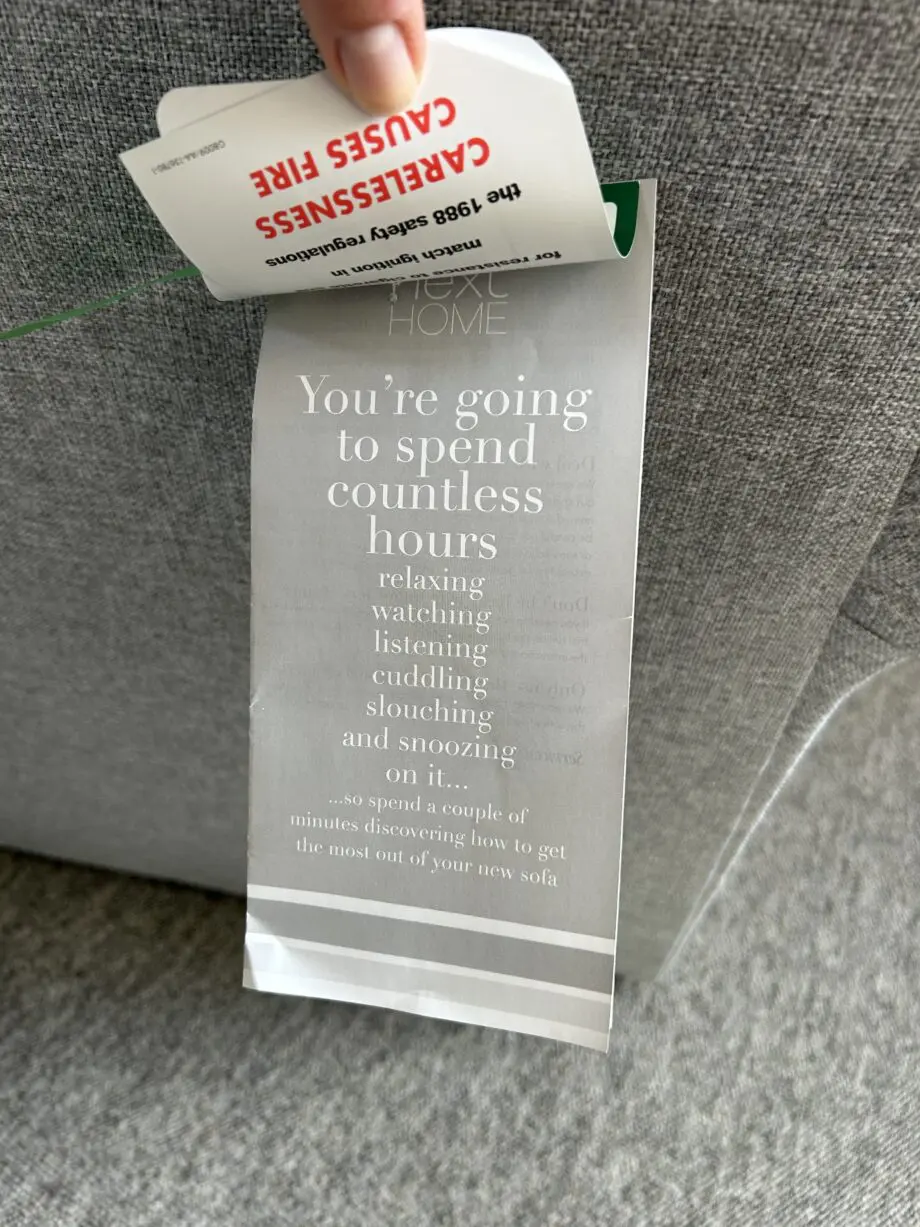 CARELESSNESS
CAUSES FIRE
the 1988 safety regulations
match ignition in
for resistance to cigarette
next
HOME
You're going
to spend
countless
hours
relaxing
watching
listening
cuddling
slouching
and snoozing
on it...
...so spend a couple of
minutes discovering how to get
the most out of your new sofa